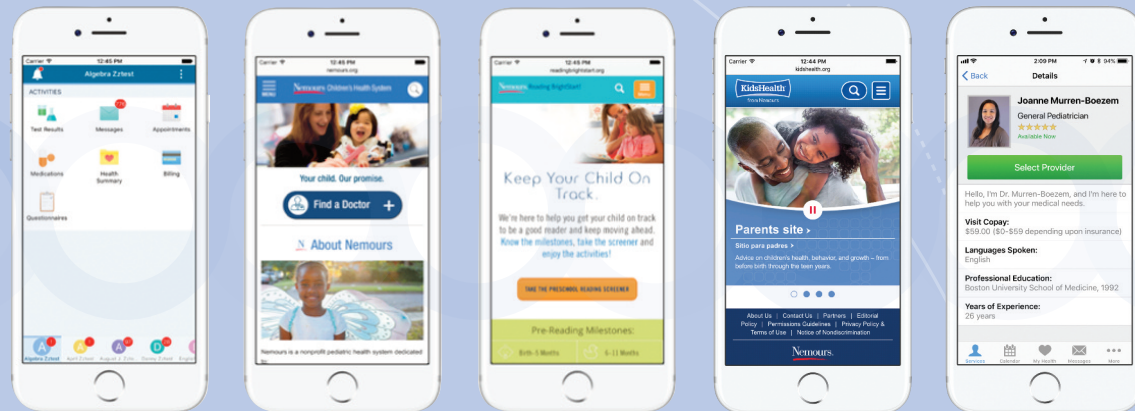 Carrier 12:45 PM
Algebra Zztest
ACTIVITIES
Test Results
Messages
Appointments
Medications
Health
Summary
Billing
Questionnaires
Algebra Zztest
April Zztest
August J. Zzte...
Donny Zztest
English
Carrier 12:45 PM
nemours.org
MENU
Nemours Children's Health System
Your child. Our promise.
Find a Doctor +
N About Nemours
Nemours is a nonprofit pediatric health system dedicated
Carrier 12:45 PM
readingbrightstart.org
Nemours Reading BrightStart!
Menu
Keep Your Child On
Track.
We're here to help you get your child on track
to be a good reader and keep moving ahead.
Know the milestones, take the screener and
enjoy the activities!
TAKE THE PRESCHOOL READING SCREENER
Pre-Reading Milestones:
Birth-5 Months
6-11 Months
Carrier 12:44 PM
kidshealth.org
KidsHealth
from Nemours
Parents site >
Sitio para padres >
Advice on children's health, behavior, and growth – from
before birth through the teen years.
About Us | Contact Us | Partners | Editorial
Policy | Permissions Guidelines | Privacy Policy &
Terms of Use | Notice of Nondiscrimination
Nemours.
2:09 PM 94%
Back Details
Joanne Murren-Boezem
General Pediatrician
Available Now
Select Provider
Hello, I'm Dr. Murren-Boezem, and I'm here to
help you with your medical needs.
Visit Copay:
$59.00 ($0-$59 depending upon insurance)
Languages Spoken:
English
Professional Education:
Boston University School of Medicine, 1992
Years of Experience:
26 years
Services
Calendar
My Health
Messages
More